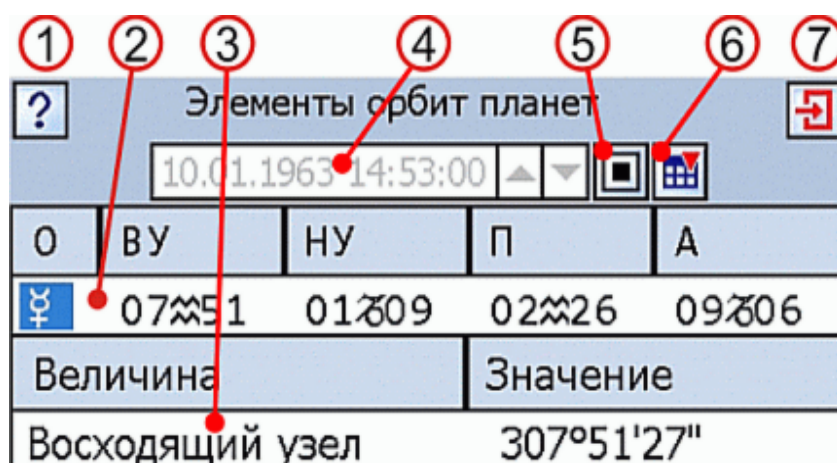 1 2 3 4 5 6 7
? Элементы орбит планет
10.01.1963 14:53:00
О ВУ НУ П А
☿ 07♒51 01♑09 02♒26 09♑06
Величина Значение
Восходящий узел 307°51'27"